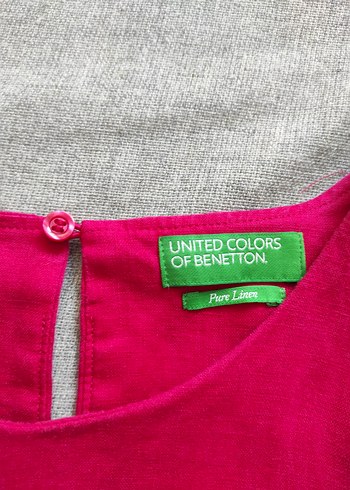 UNITED COLORS
OF BENETTON.
Pure Linen